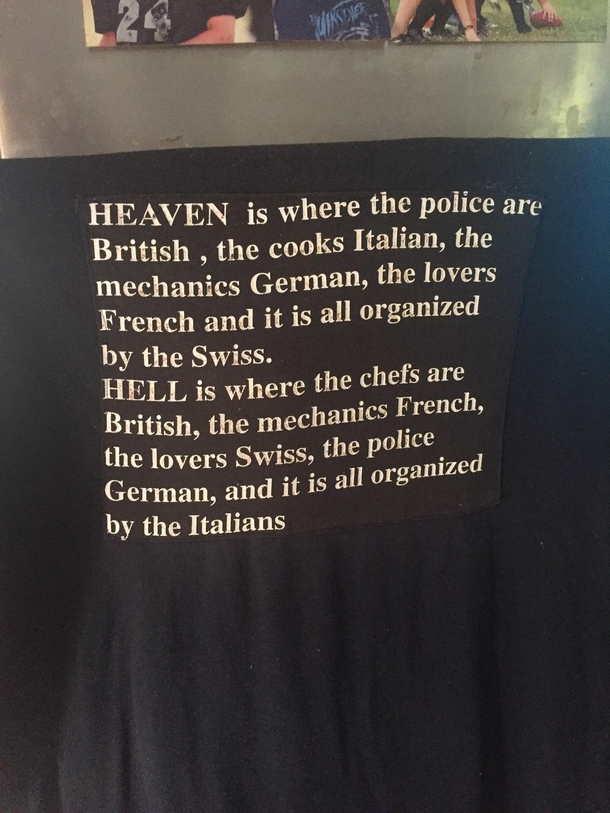 24
QUIKSILVER
HEAVEN is where the police are
British , the cooks Italian, the
mechanics German, the lovers
French and it is all organized
by the Swiss.
HELL is where the chefs are
British, the mechanics French,
the lovers Swiss, the police
German, and it is all organized
by the Italians